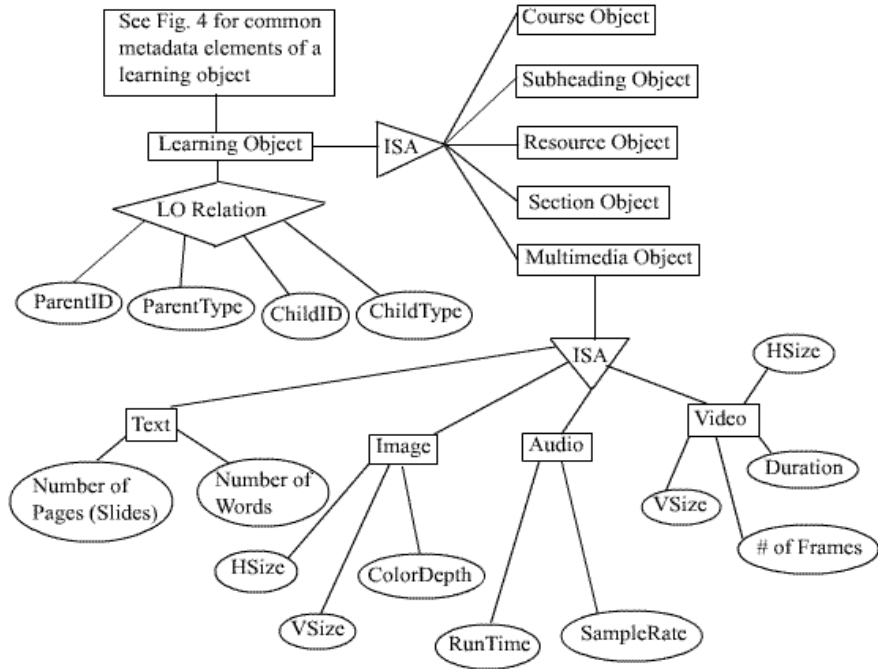 See Fig. 4 for common
metadata elements of a
learning object
Course Object
Subheading Object
Learning Object
ISA
Resource Object
LO Relation
Section Object
Multimedia Object
ParentID
ParentType
ChildID
ChildType
ISA
HSize
Text
Image
Audio
Video
Number of
Pages (Slides)
Number of
Words
Duration
VSize
# of Frames
HSize
ColorDepth
VSize
RunTime
SampleRate